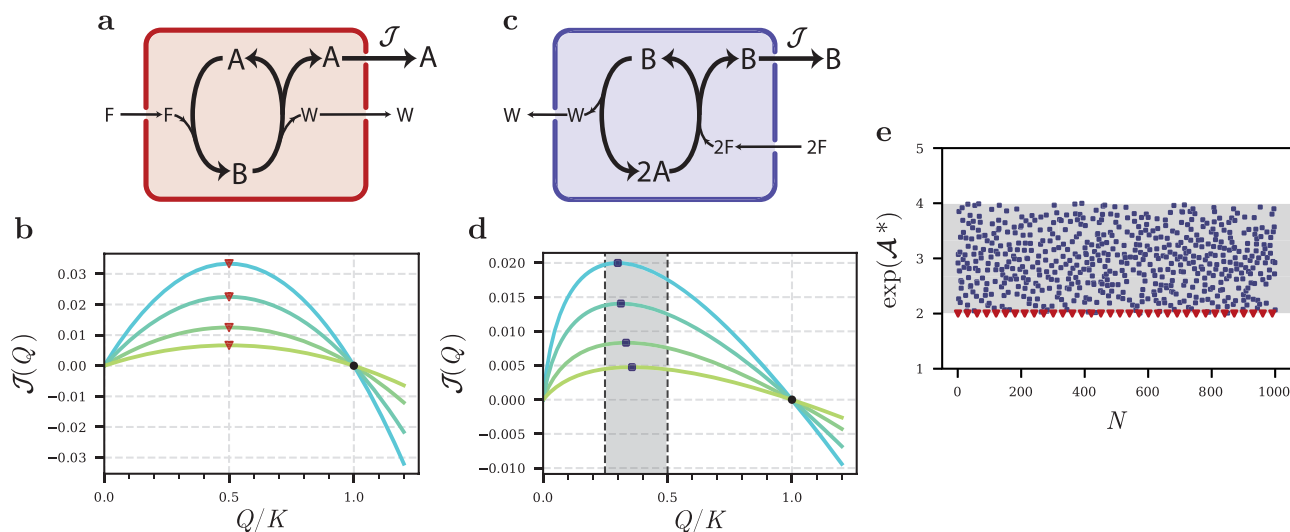 a
𝒥
A A A
F F W W
B
c
𝒥
B B B
W W 2F 2F
2A
b
𝒥(Q)
0.03
0.02
0.01
0.00
−0.01
−0.02
−0.03
0.0 0.5 1.0
Q/K
d
𝒥(Q)
0.020
0.015
0.010
0.005
0.000
−0.005
−0.010
0.0 0.5 1.0
Q/K
e
exp(𝒜*)
5
4
3
2
1
0 200 400 600 800 1000
N